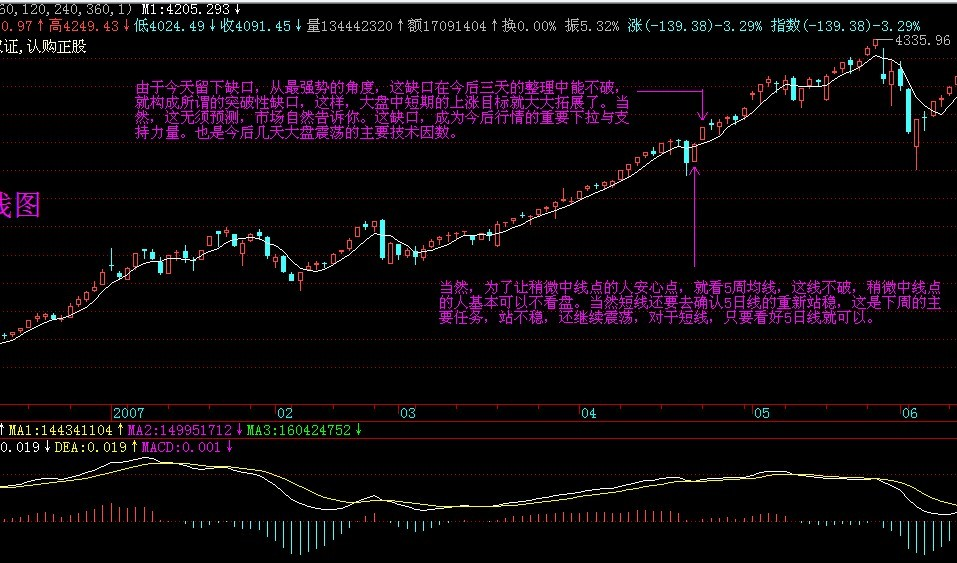 60,120,240,360,1) M1:4205.293↓
0.97↑高4249.43↓低4024.49↓收4091.45↓量134442320↑额17091404↑换0.00% 振5.32% 涨(-139.38)-3.29% 指数(-139.38)-3.29%
证,认购正股
4335.96
由于今天留下缺口，从最强势的角度，这缺口在今后三天的整理中能不破，
就构成所谓的突破性缺口，这样，大盘中短期的上涨目标就大大拓展了。当
然，这无须预测，市场自然告诉你。这缺口，成为今后行情的重要下拉与支
持力量。也是今后几天大盘震荡的主要技术因数。
线图
当然，为了让稍微中线点的人安心点，就看5周均线，这线不破，稍微中线点
的人基本可以不看盘。当然短线还要去确认5日线的重新站稳，这是下周的主
要任务，站不稳，还继续震荡，对于短线，只要看好5日线就可以。
2007 02 03 04 05 06
↑MA1:144341104↑MA2:149951712↓MA3:160424752↓
0.019↓DEA:0.019↑MACD:0.001↓